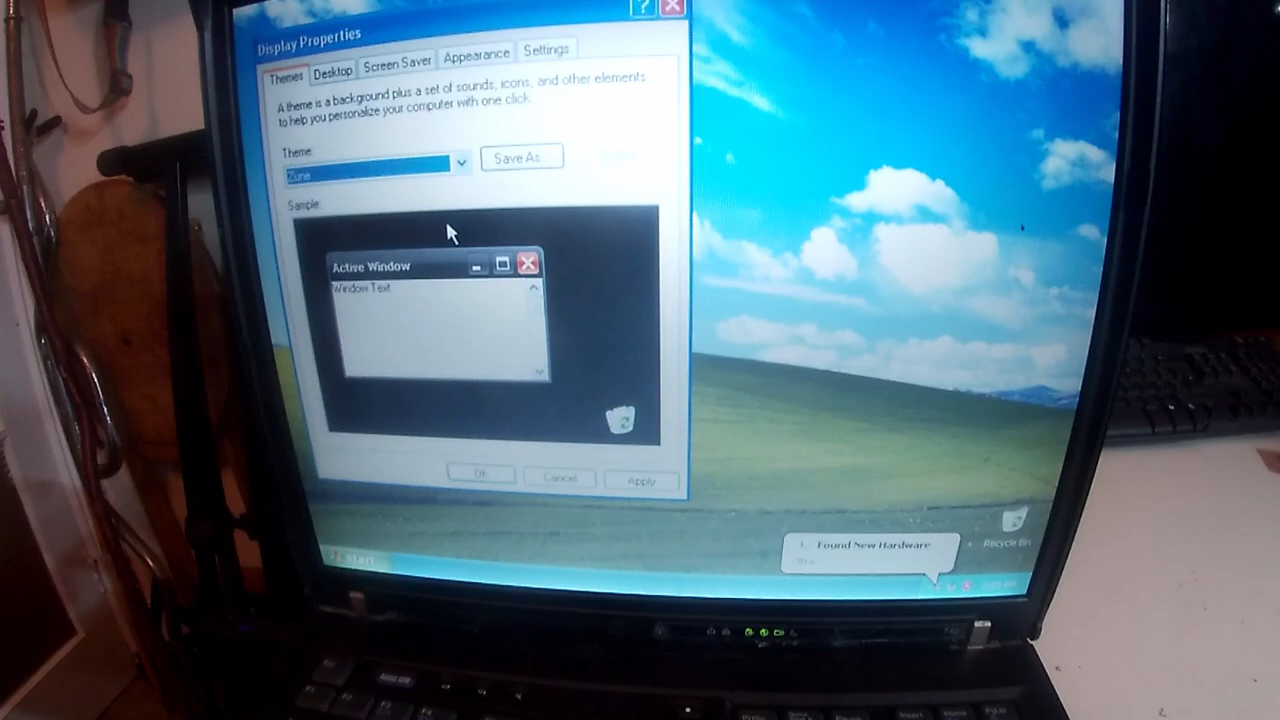 Display Properties
Themes Desktop Screen Saver Appearance Settings
A theme is a background plus a set of sounds, icons, and other elements
to help you personalize your computer with one click.
Theme:
Zune
Save As...
Sample:
Active Window
Window Text
OK Cancel Apply
Found New Hardware
Recycle Bin
start